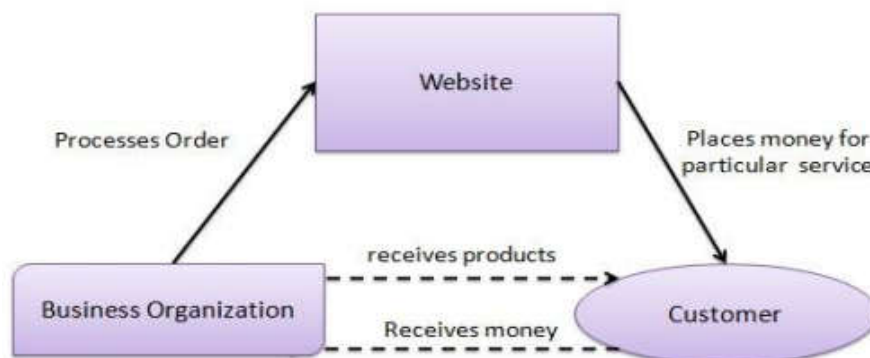 Website
Processes Order
Places money for
particular service
receives products
Business Organization
Customer
Receives money